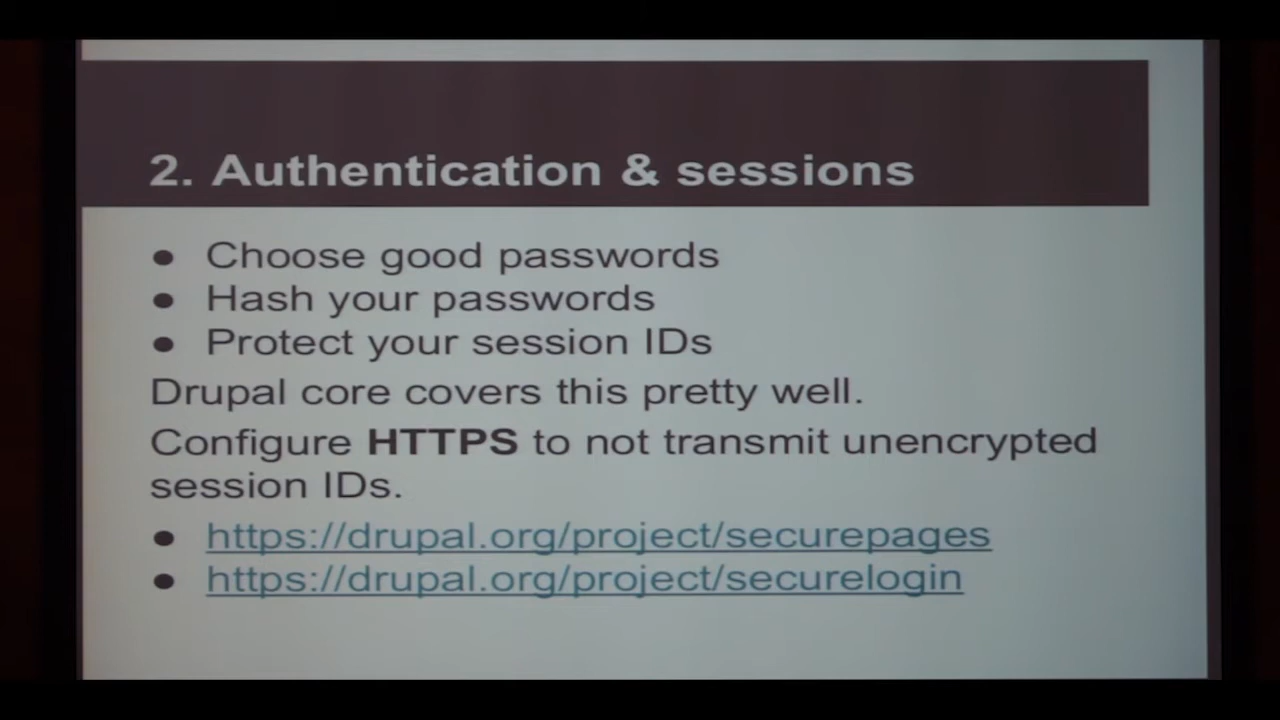 2. Authentication & sessions
● Choose good passwords
● Hash your passwords
● Protect your session IDs
Drupal core covers this pretty well.
Configure HTTPS to not transmit unencrypted
session IDs.
● https://drupal.org/project/securepages
● https://drupal.org/project/securelogin